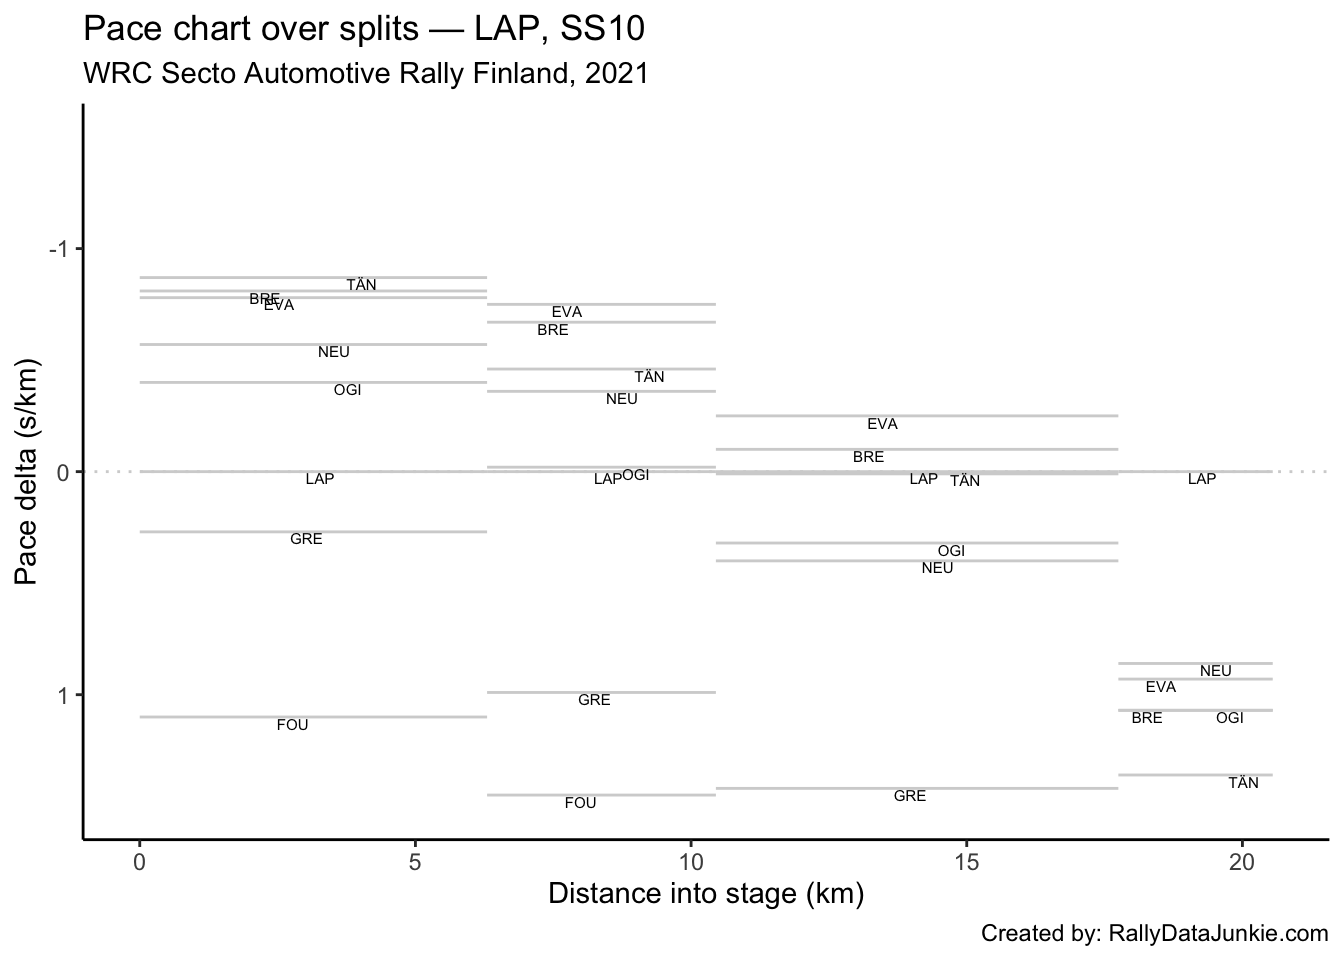 Pace chart over splits — LAP, SS10
WRC Secto Automotive Rally Finland, 2021
Pace delta (s/km)
-1
0
1
TÄN
BRE
EVA
NEU
OGI
LAP
GRE
FOU
EVA
BRE
TÄN
NEU
OGI
LAP
GRE
FOU
EVA
BRE
LAP
TÄN
OGI
NEU
GRE
LAP
NEU
EVA
BRE
OGI
TÄN
0
5
10
15
20
Distance into stage (km)
Created by: RallyDataJunkie.com